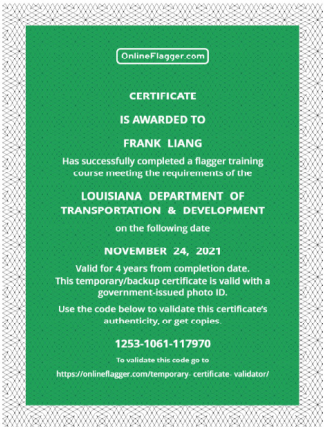 OnlineFlagger.com
CERTIFICATE
IS AWARDED TO
FRANK LIANG
Has successfully completed a flagger training
course meeting the requirements of the
LOUISIANA DEPARTMENT OF
TRANSPORTATION & DEVELOPMENT
on the following date
NOVEMBER 24, 2021
Valid for 4 years from completion date.
This temporary/backup certificate is valid with a
government-issued photo ID.
Use the code below to validate this certificate's
authenticity, or get copies.
1253-1061-117970
To validate this code go to
https://onlineflagger.com/temporary- certificate- validator/